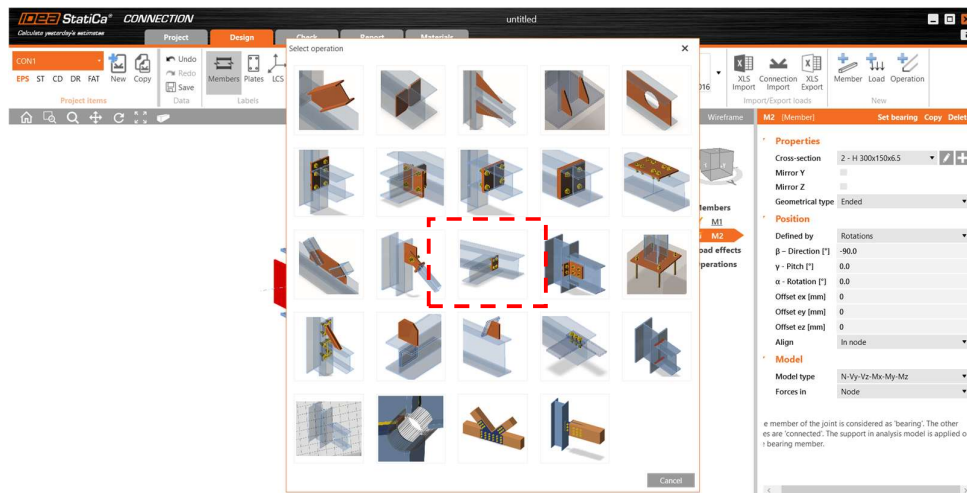 IDEA StatiCa® CONNECTION
untitled
Calculate yesterday's estimates
Project Design Check Report Materials
Select operation
CON1
EPS ST CD DR FAT
New Copy
Undo
Redo
Save
Members Plates LCS
016
XLS Import
Connection Import
XLS Export
Member Load Operation
Project items Data Labels Import/Export loads New
Wireframe
M2 [Member] Set bearing Copy Delet
Properties
Cross-section 2 - H 300x150x6.5
Mirror Y
Mirror Z
Geometrical type Ended
Position
Defined by Rotations
β – Direction [°] -90.0
γ - Pitch [°] 0.0
α - Rotation [°] 0.0
Offset ex [mm] 0
Offset ey [mm] 0
Offset ez [mm] 0
Align In node
Model
Model type N-Vy-Vz-Mx-My-Mz
Forces in Node
embers
M1
M2
oad effects
perations
e member of the joint is considered as 'bearing'. The other
es are 'connected'. The support in analysis model is applied o
bearing member.
Cancel